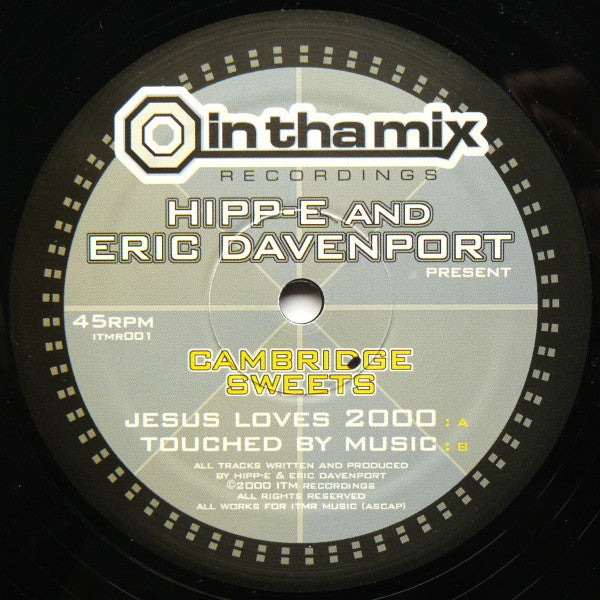 in tha mix
RECORDINGS
HIPP-E AND
ERIC DAVENPORT
PRESENT
45RPM
ITMR001
CAMBRIDGE
SWEETS
JESUS LOVES 2000 : A
TOUCHED BY MUSIC : B
ALL TRACKS WRITTEN AND PRODUCED
BY HIPP-E & ERIC DAVENPORT
©2000 ITM RECORDINGS
ALL RIGHTS RESERVED
ALL WORKS FOR ITMR MUSIC (ASCAP)